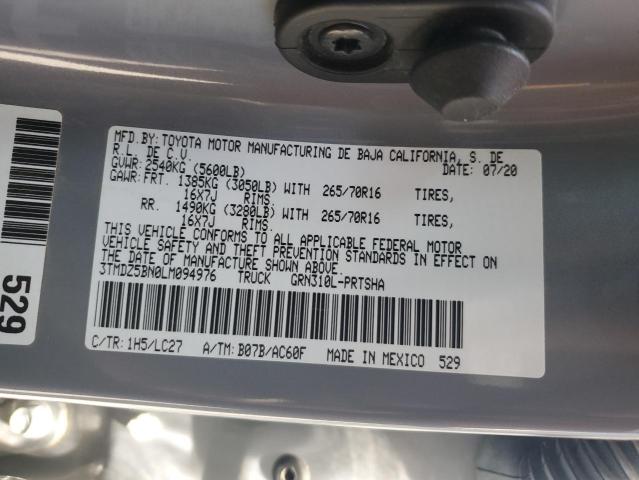 MFD.BY: TOYOTA MOTOR MANUFACTURING DE BAJA CALIFORNIA, S. DE
R.L. DE C.V. DATE: 07/20
GVWR: 2540KG (5600LB)
GAWR: FRT. 1385KG (3050LB) WITH 265/70R16 TIRES,
16X7J RIMS.
RR. 1490KG (3280LB) WITH 265/70R16 TIRES,
16X7J RIMS.
THIS VEHICLE CONFORMS TO ALL APPLICABLE FEDERAL MOTOR
VEHICLE SAFETY AND THEFT PREVENTION STANDARDS IN EFFECT ON
THE DATE OF MANUFACTURE SHOWN ABOVE.
3TMDZ5BN0LM094976 TRUCK GRN310L-PRTSHA
C/TR: 1H5/LC27 A/TM: B07B/AC60F MADE IN MEXICO 529
529